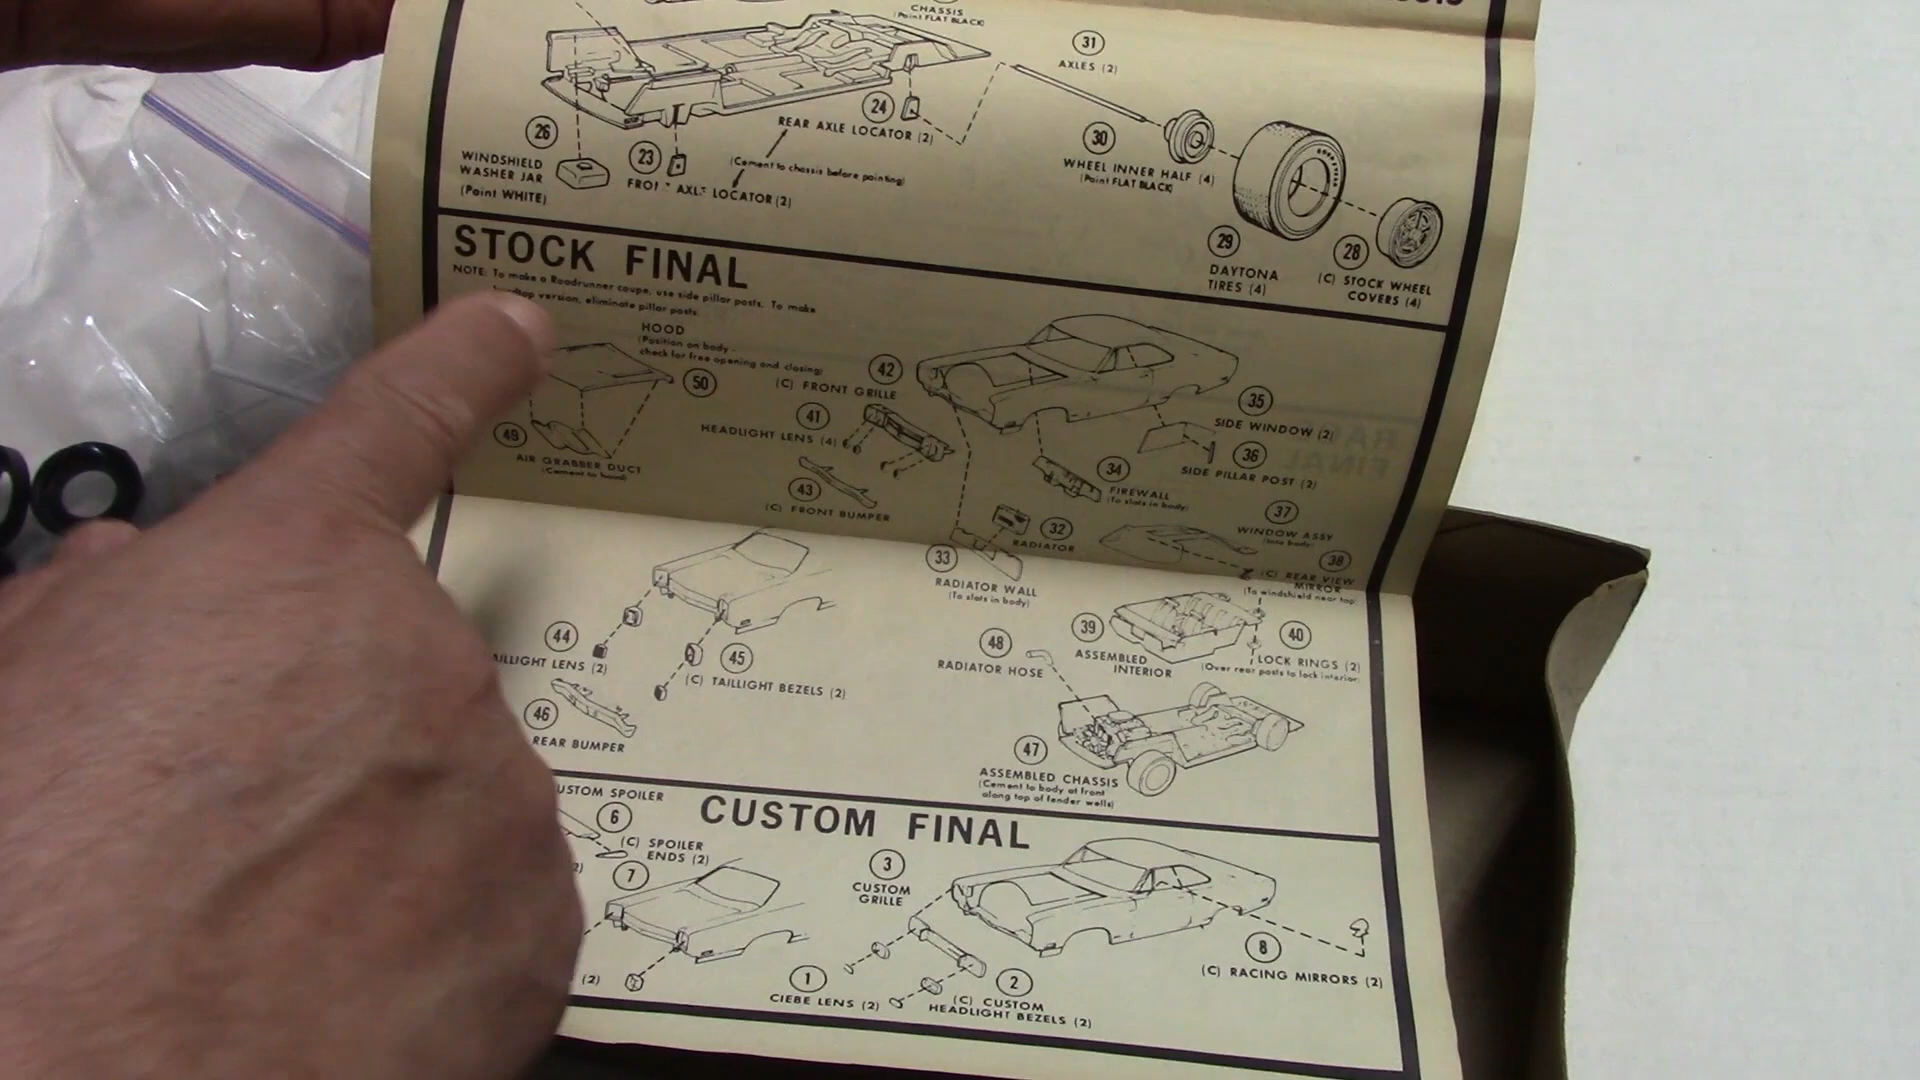 CHASSIS
(Paint FLAT BLACK)
31
AXLES (2)
24
REAR AXLE LOCATOR (2)
26
WINDSHIELD
WASHER JAR
(Paint WHITE)
23
(Cement to chassis before painting)
AXLE LOCATOR (2)
30
WHEEL INNER HALF (4)
(Paint FLAT BLACK)
29
DAYTONA
TIRES (4)
28
(C) STOCK WHEEL
COVERS (4)
STOCK FINAL
NOTE: To make a Roadrunner coupe, use side pillar posts. To make
version, eliminate pillar posts.
HOOD
(Position on body -
check for free opening and closing)
50
49
AIR GRABBER DUCT
(Cement to hood)
42
(C) FRONT GRILLE
41
HEADLIGHT LENS (4)
43
(C) FRONT BUMPER
35
SIDE WINDOW (2)
36
SIDE PILLAR POST (2)
34
FIREWALL
(To slots in body)
37
WINDOW ASSY
(Into body)
32
RADIATOR
33
RADIATOR WALL
(To slots in body)
38
(C) REAR VIEW
MIRROR
(To windshield near top)
44
AILLIGHT LENS (2)
45
(C) TAILLIGHT BEZELS (2)
46
REAR BUMPER
48
RADIATOR HOSE
39
ASSEMBLED
INTERIOR
40
LOCK RINGS (2)
(Over rear posts to lock interior)
47
ASSEMBLED CHASSIS
(Cement to body at front
along top of fender wells)
USTOM SPOILER
6
(C) SPOILER
ENDS (2)
7
CUSTOM FINAL
3
CUSTOM
GRILLE
8
(C) RACING MIRRORS (2)
(2)
1
CIEBE LENS (2)
2
(C) CUSTOM
HEADLIGHT BEZELS (2)